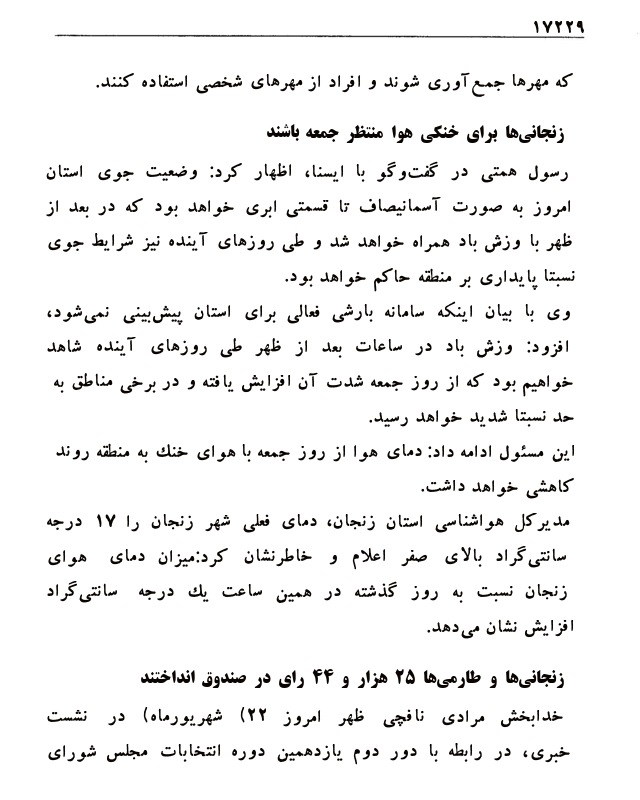 ۱۷۲۲۹
که مهرها جمع‌آوری شوند و افراد از مهرهای شخصی استفاده کنند.
زنجانی‌ها برای خنکی هوا منتظر جمعه باشند
رسول همتی در گفت‌وگو با ایسنا، اظهار کرد: وضعیت جوی استان
امروز به صورت آسمانیصاف تا قسمتی ابری خواهد بود که در بعد از
ظهر با وزش باد همراه خواهد شد و طی روزهای آینده نیز شرایط جوی
نسبتا پایداری بر منطقه حاکم خواهد بود.
وی با بیان اینکه سامانه بارشی فعالی برای استان پیش‌بینی نمی‌شود،
افزود: وزش باد در ساعات بعد از ظهر طی روزهای آینده شاهد
خواهیم بود که از روز جمعه شدت آن افزایش یافته و در برخی مناطق به
حد نسبتا شدید خواهد رسید.
این مسئول ادامه داد: دمای هوا از روز جمعه با هوای خنك به منطقه روند
کاهشی خواهد داشت.
مدیرکل هواشناسی استان زنجان، دمای فعلی شهر زنجان را ۱۷ درجه
سانتی‌گراد بالای صفر اعلام و خاطرنشان کرد:میزان دمای هوای
زنجان نسبت به روز گذشته در همین ساعت یك درجه سانتی‌گراد
افزایش نشان می‌دهد.
زنجانی‌ها و طارمی‌ها ۲۵ هزار و ۴۴ رای در صندوق انداختند
خدابخش مرادی نافچی ظهر امروز ۲۲) شهریورماه) در نشست
خبری، در رابطه با دور دوم یازدهمین دوره انتخابات مجلس شورای